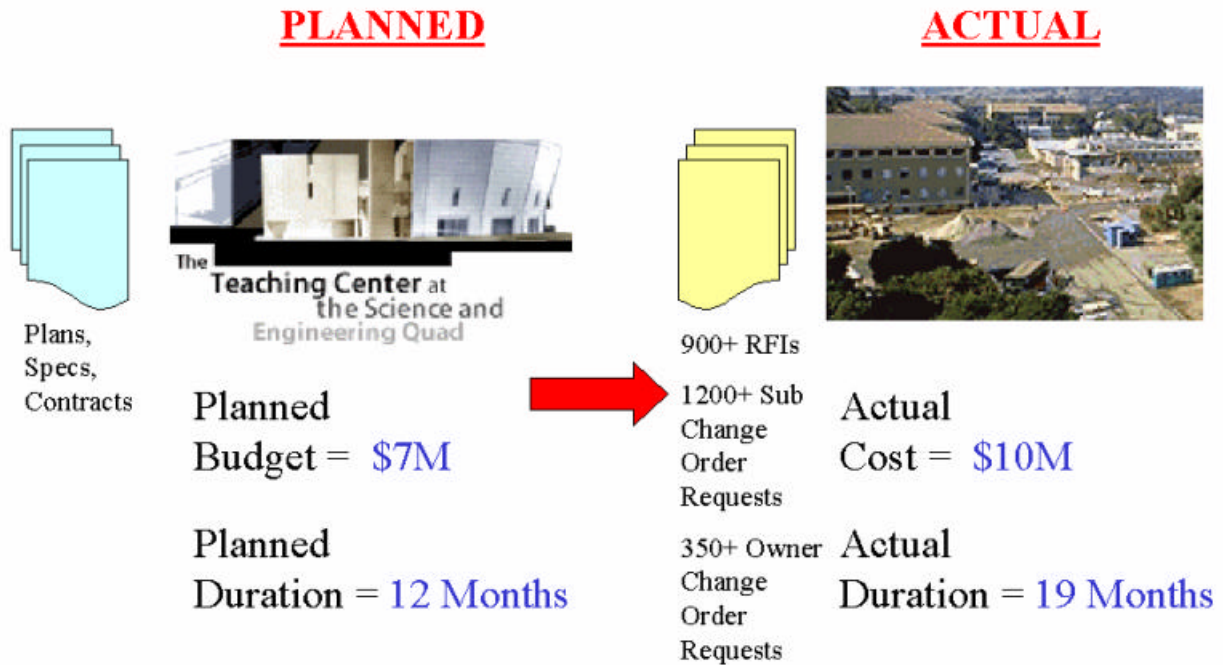 PLANNED
ACTUAL
The
Teaching Center at
the Science and
Engineering Quad
Plans,
Specs,
Contracts
Planned
Budget = $7M
Planned
Duration = 12 Months
900+ RFIs
1200+ Sub
Change
Order
Requests
350+ Owner
Change
Order
Requests
Actual
Cost = $10M
Actual
Duration = 19 Months